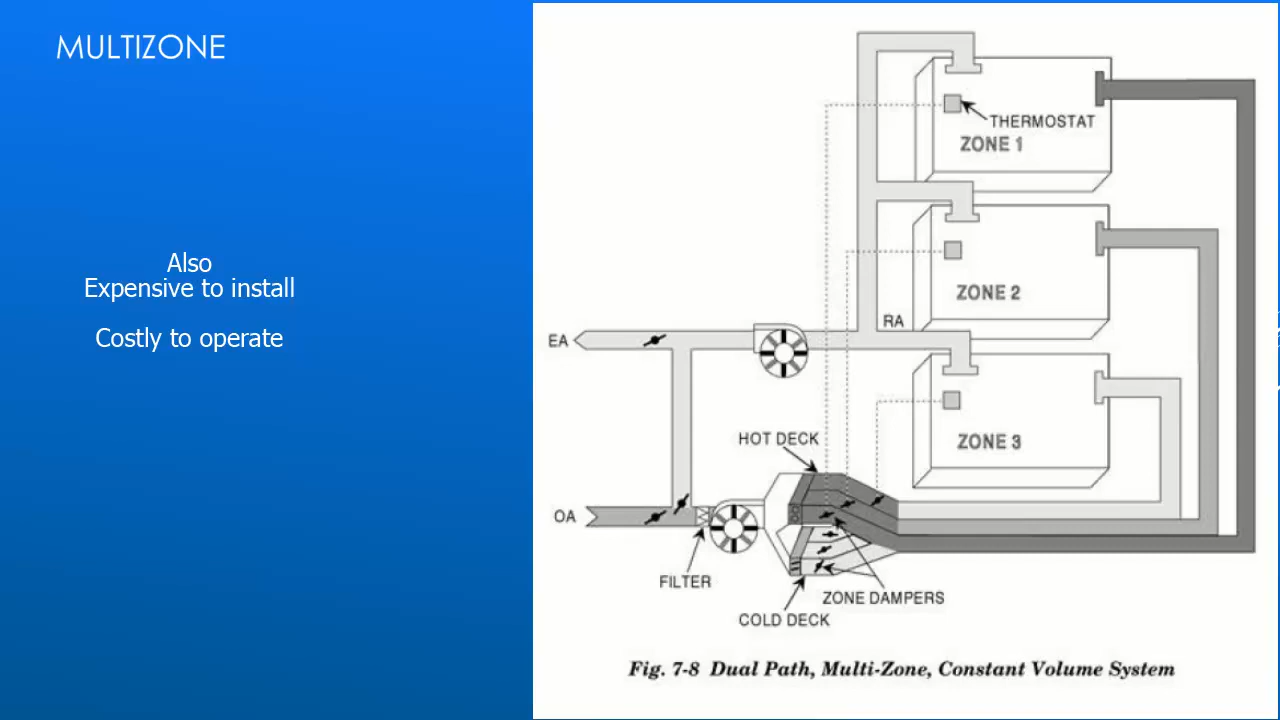 MULTIZONE
Also
Expensive to install
Costly to operate
THERMOSTAT
ZONE 1
ZONE 2
RA
EA
ZONE 3
HOT DECK
OA
FILTER
ZONE DAMPERS
COLD DECK
Fig. 7-8 Dual Path, Multi-Zone, Constant Volume System